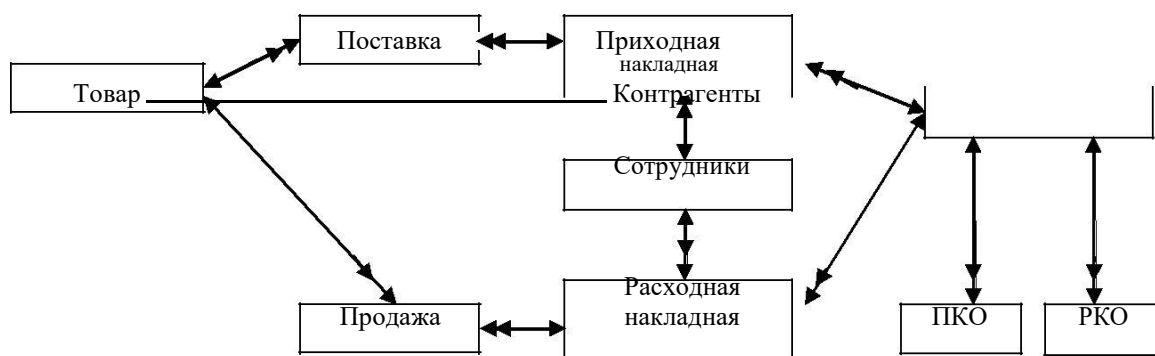 Поставка
Приходная
накладная
Товар
Контрагенты
Сотрудники
Расходная
накладная
Продажа
ПКО
РКО